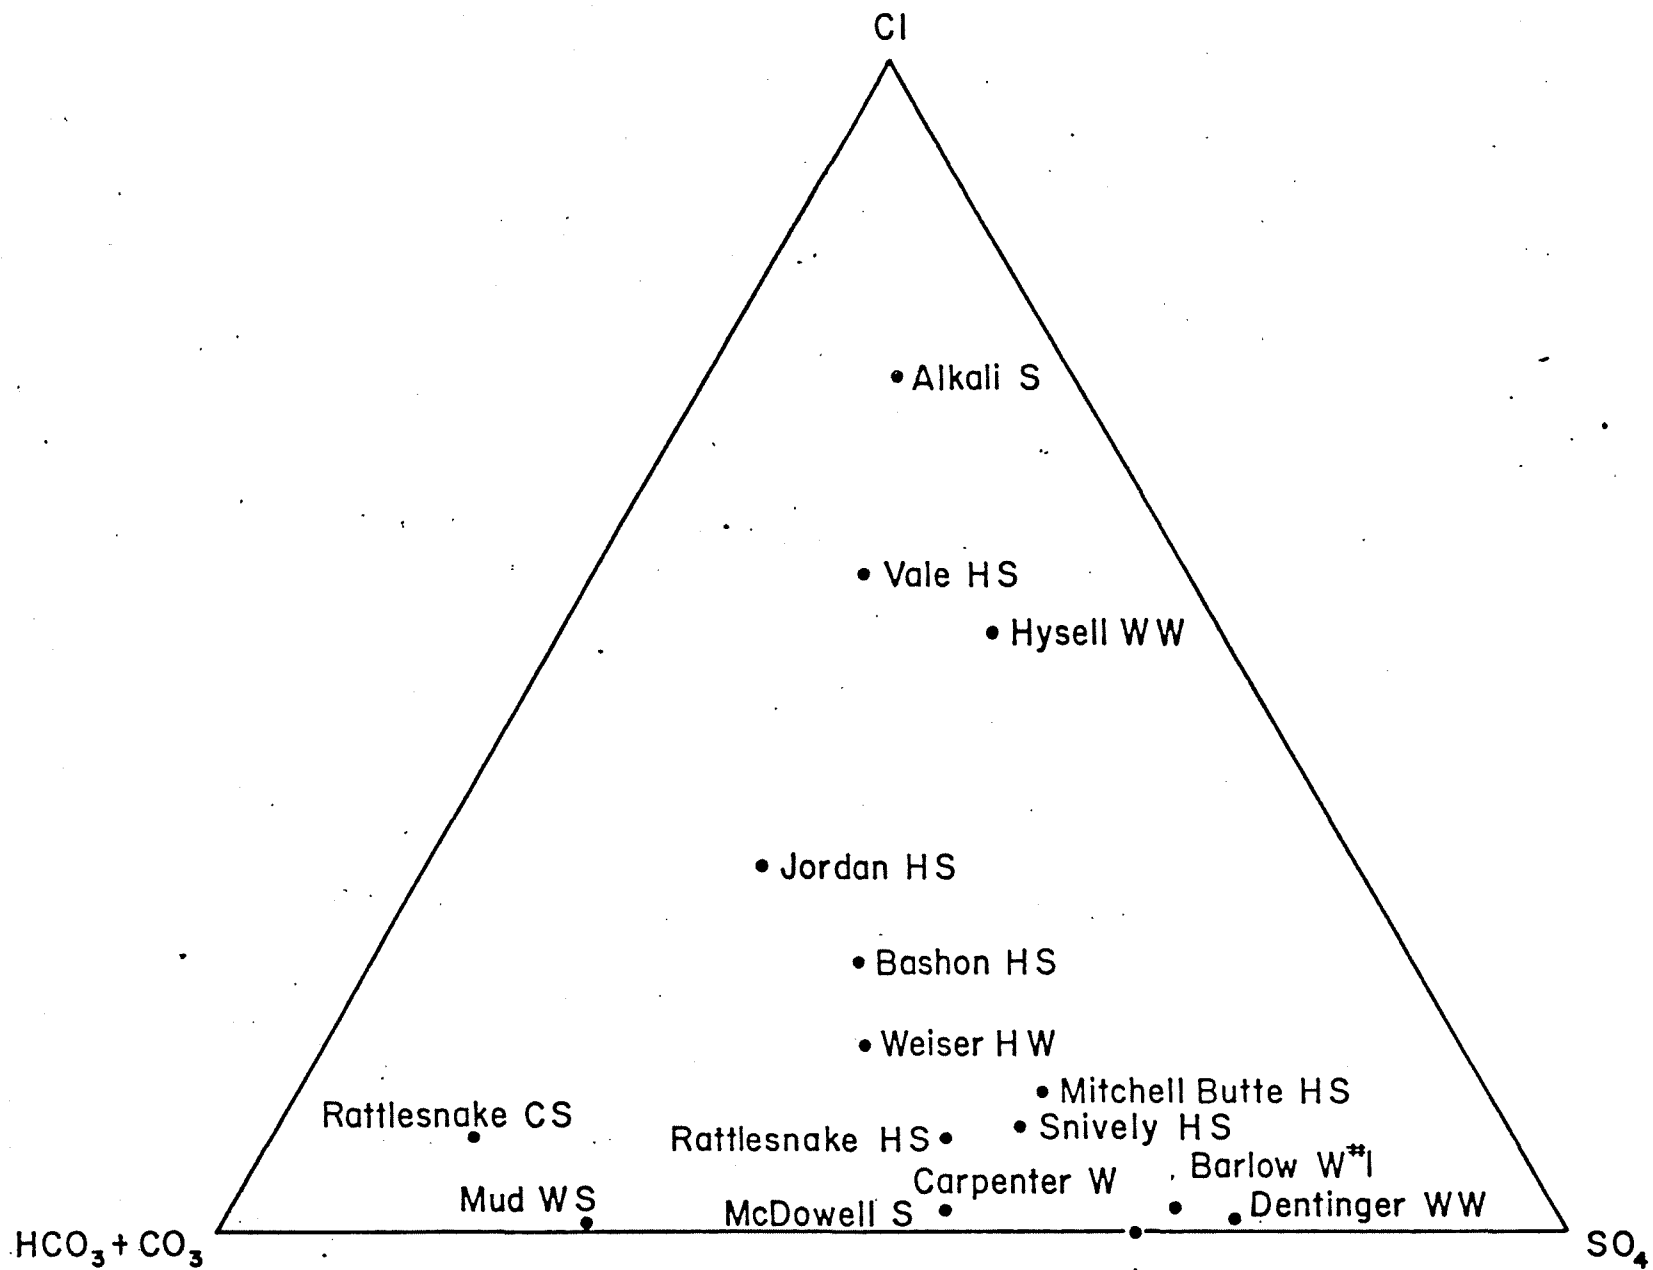 Cl
Alkali S
Vale HS
Hysell WW
Jordan HS
Bashon HS
Weiser HW
Mitchell Butte HS
Rattlesnake CS
Snively HS
Rattlesnake HS
Barlow W#1
Carpenter W
Mud WS
McDowell S
Dentinger WW
HCO₃ + CO₃
SO₄